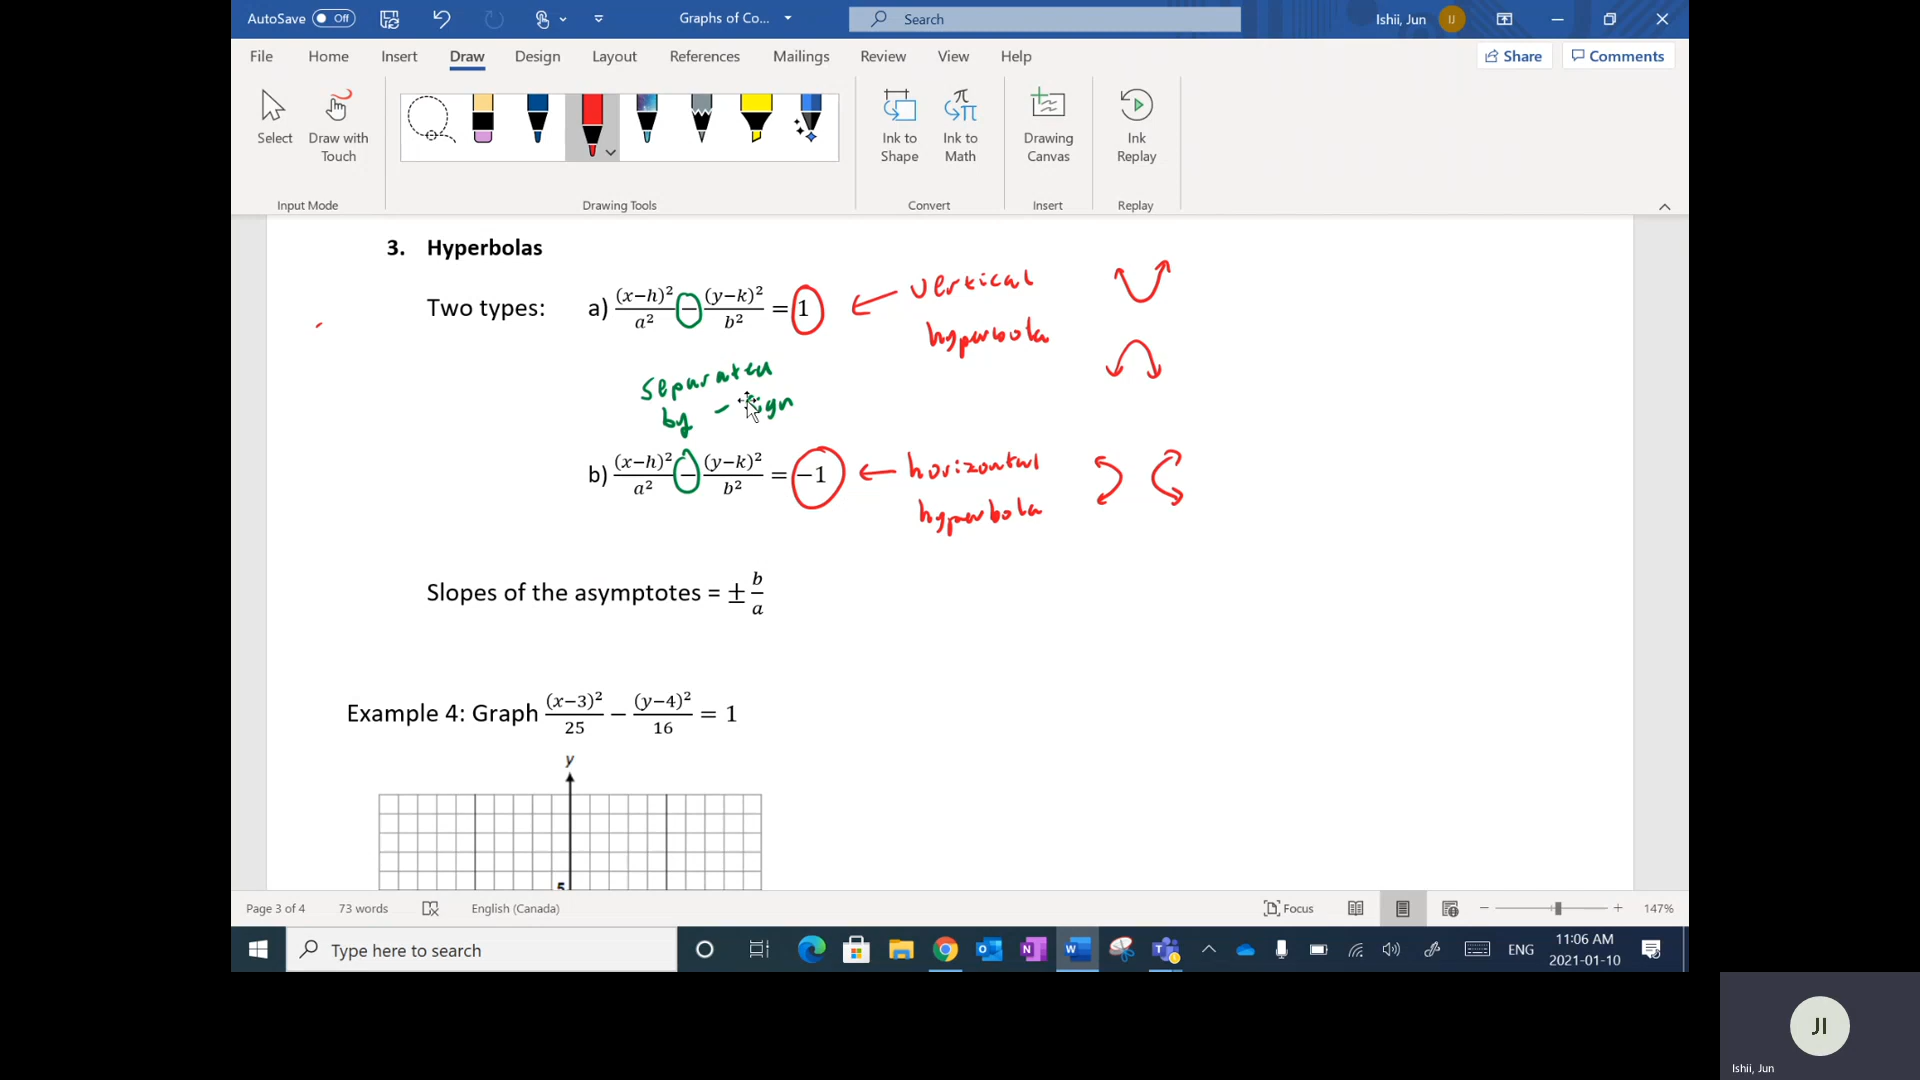 AutoSave Off Graphs of Co... Search Ishii, Jun IJ
File Home Insert Draw Design Layout References Mailings Review View Help Share Comments
Select Draw with Touch Ink to Shape Ink to Math Drawing Canvas Ink Replay
Input Mode Drawing Tools Convert Insert Replay
3. Hyperbolas
Two types: a) (x−h)²/a² − (y−k)²/b² = 1 ← vertical
hyperbola
separated
by − sign
b) (x−h)²/a² − (y−k)²/b² = −1 ← horizontal
hyperbola
Slopes of the asymptotes = ± b/a
Example 4: Graph (x−3)²/25 − (y−4)²/16 = 1
y
5
Page 3 of 4 73 words English (Canada) Focus 147%
Type here to search ENG 11:06 AM
2021-01-10
JI
Ishii, Jun